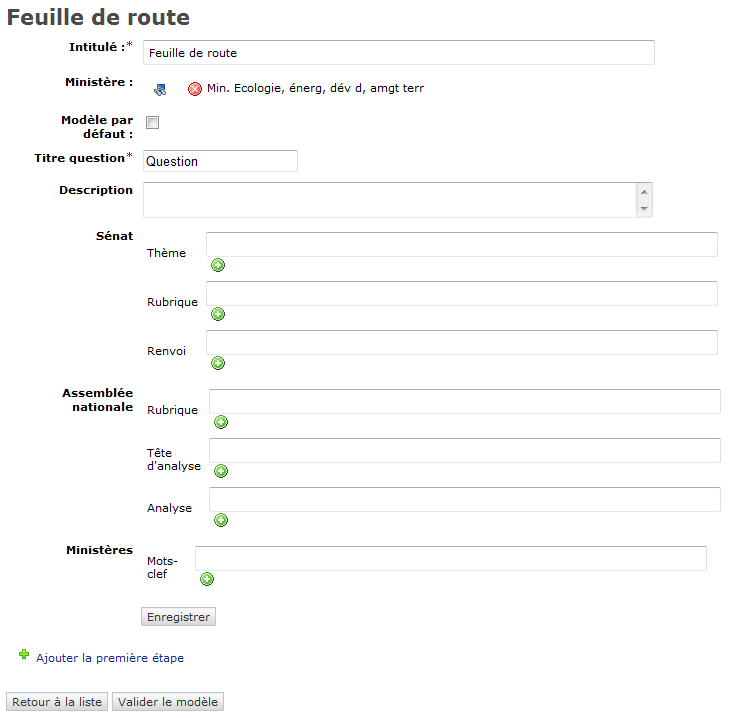 Feuille de route
Intitulé :* Feuille de route
Ministère : Min. Ecologie, énerg, dév d, amgt terr
Modèle par
défaut :
Titre question* Question
Description
Sénat
Thème
Rubrique
Renvoi
Assemblée
nationale
Rubrique
Tête
d'analyse
Analyse
Ministères
Mots-
clef
Enregistrer
Ajouter la première étape
Retour à la liste Valider le modèle